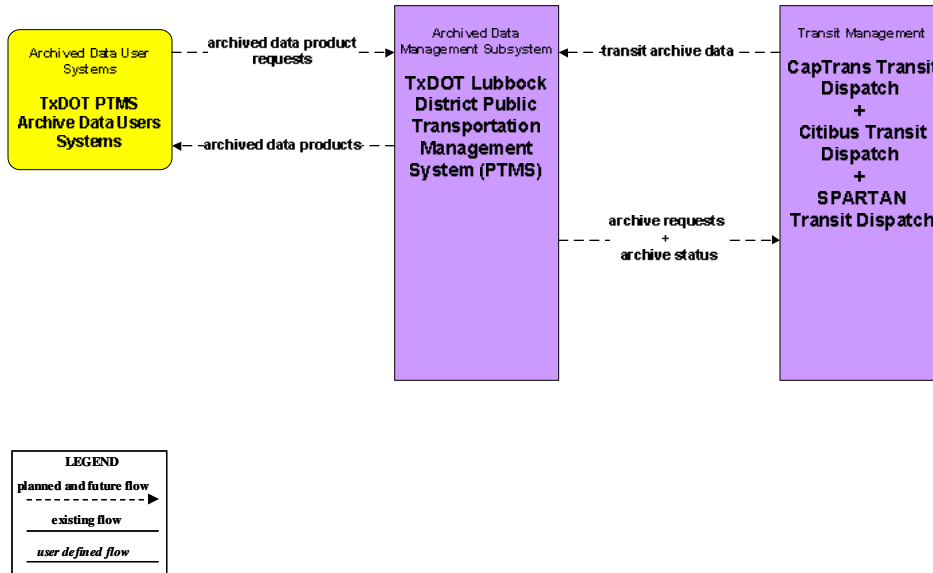 Archived Data User
Systems
TxDOT PTMS
Archive Data Users
Systems
archived data product
requests
archived data products
Archived Data
Management Subsystem
TxDOT Lubbock
District Public
Transportation
Management
System (PTMS)
transit archive data
archive requests
+
archive status
Transit Management
CapTrans Transit
Dispatch
+
Citibus Transit
Dispatch
+
SPARTAN
Transit Dispatch
LEGEND
planned and future flow
existing flow
user defined flow